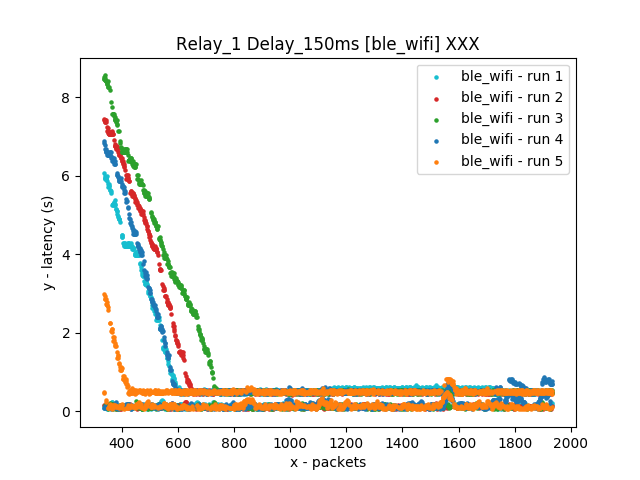 Relay_1 Delay_150ms [ble_wifi] XXX
ble_wifi - run 1
ble_wifi - run 2
ble_wifi - run 3
ble_wifi - run 4
ble_wifi - run 5
y - latency (s)
8
6
4
2
0
400 600 800 1000 1200 1400 1600 1800 2000
x - packets